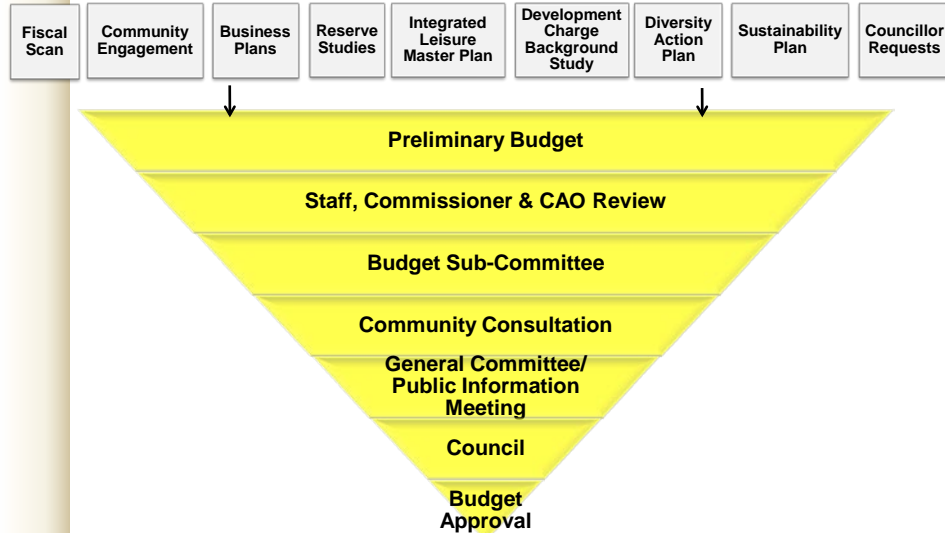 Fiscal
Scan
Community
Engagement
Business
Plans
Reserve
Studies
Integrated
Leisure
Master Plan
Development
Charge
Background
Study
Diversity
Action
Plan
Sustainability
Plan
Councillor
Requests
Preliminary Budget
Staff, Commissioner & CAO Review
Budget Sub-Committee
Community Consultation
General Committee/
Public Information
Meeting
Council
Budget
Approval